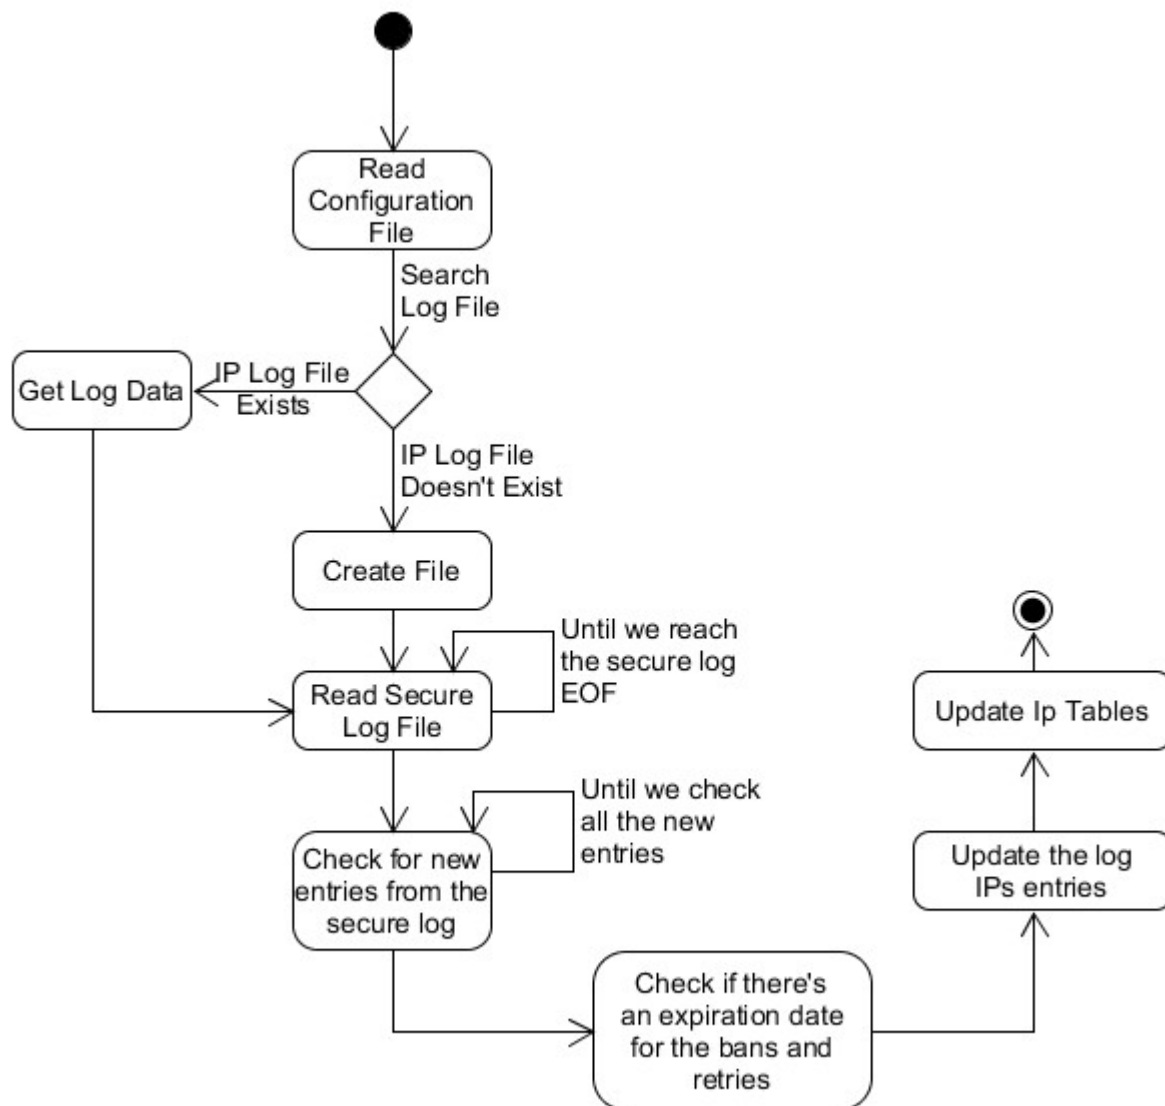 Read
Configuration
File
Search
Log File
Get Log Data
IP Log File
Exists
IP Log File
Doesn't Exist
Create File
Until we reach
the secure log
EOF
Read Secure
Log File
Until we check
all the new
entries
Check for new
entries from the
secure log
Check if there's
an expiration date
for the bans and
retries
Update the log
IPs entries
Update Ip Tables